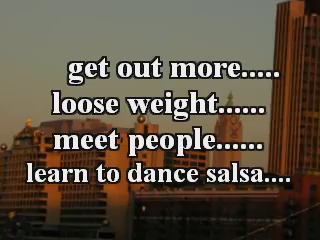 get out more.....
loose weight......
meet people......
learn to dance salsa....